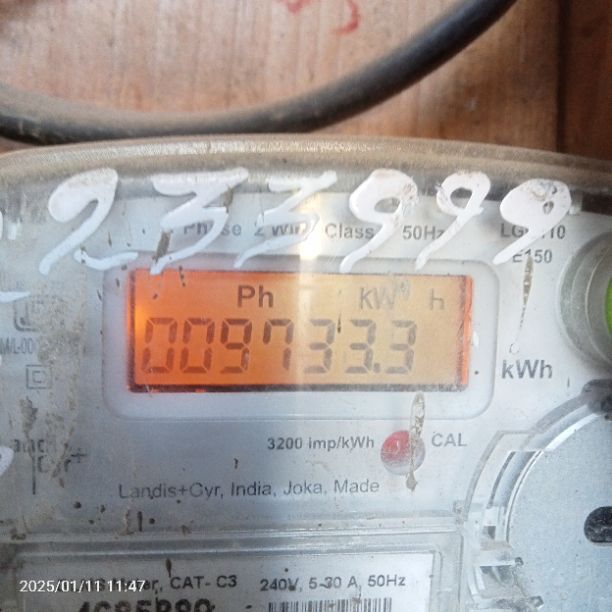 233999
Phase 2 Wire Class 50Hz
E150
Ph kW h
009733.3
kWh
3200 imp/kWh CAL
Landis+Gyr, India, Joka, Made
CAT- C3 240V, 5-30 A, 50Hz
2025/01/11 11:47